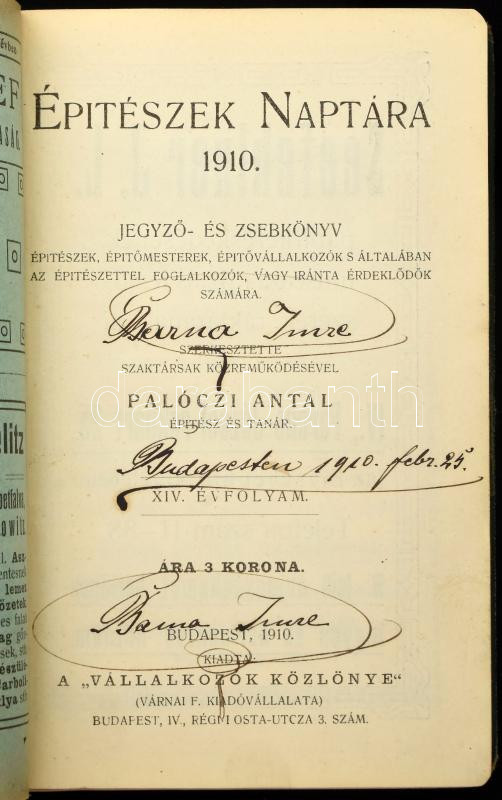 ÉPITÉSZEK NAPTÁRA
1910.
JEGYZŐ- ÉS ZSEBKÖNYV
ÉPITÉSZEK, ÉPITŐMESTEREK, ÉPITŐVÁLLALKOZÓK S ÁLTALÁBAN
AZ ÉPITÉSZETTEL FOGLALKOZÓK, VAGY IRÁNTA ÉRDEKLŐDŐK
SZÁMÁRA.
Barna Imre
SZERKESZTETTE
SZAKTÁRSAK KÖZREMŰKÖDÉSÉVEL
PALÓCZI ANTAL
ÉPITÉSZ ÉS TANÁR.
Budapesten 1910. febr. 25.
XIV. ÉVFOLYAM.
ÁRA 3 KORONA.
Barna Imre
BUDAPEST, 1910.
KIADTA:
A „VÁLLALKOZÓK KÖZLÖNYE“
(VÁRNAI F. KIADÓVÁLLALATA)
BUDAPEST, IV., RÉGI POSTA-UTCZA 3. SZÁM.
darabanth